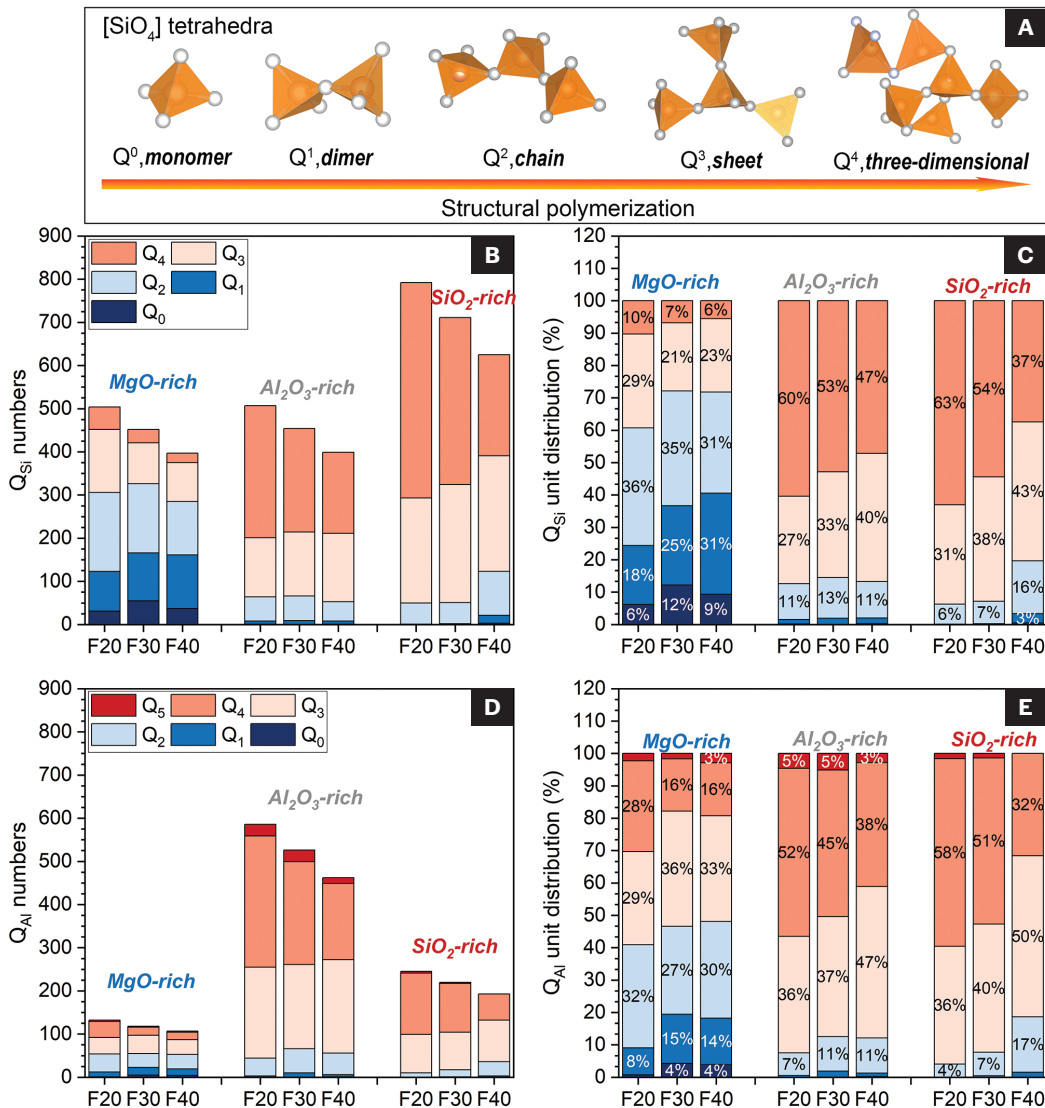 [SiO4] tetrahedra
A
Q0,monomer
Q1,dimer
Q2,chain
Q3,sheet
Q4,three-dimensional
Structural polymerization
B
QSi numbers
900
800
700
600
500
400
300
200
100
0
Q4 Q3
Q2 Q1
Q0
MgO-rich
Al2O3-rich
SiO2-rich
F20 F30 F40 F20 F30 F40 F20 F30 F40
C
QSi unit distribution (%)
120
110
100
90
80
70
60
50
40
30
20
10
0
MgO-rich
Al2O3-rich
SiO2-rich
10% 29% 36% 18% 6%
7% 21% 35% 25% 12%
6% 23% 31% 31% 9%
60% 27% 11%
53% 33% 13%
47% 40% 11%
63% 31% 6%
54% 38% 7%
37% 43% 16% 3%
F20 F30 F40 F20 F30 F40 F20 F30 F40
D
QAl numbers
900
800
700
600
500
400
300
200
100
0
Q5 Q4 Q3
Q2 Q1 Q0
MgO-rich
Al2O3-rich
SiO2-rich
F20 F30 F40 F20 F30 F40 F20 F30 F40
E
QAl unit distribution (%)
120
110
100
90
80
70
60
50
40
30
20
10
0
MgO-rich
Al2O3-rich
SiO2-rich
28% 29% 32% 8%
16% 36% 27% 15% 4%
3% 16% 33% 30% 14% 4%
5% 52% 36% 7%
5% 45% 37% 11%
3% 38% 47% 11%
58% 36% 4%
51% 40% 7%
32% 50% 17%
F20 F30 F40 F20 F30 F40 F20 F30 F40